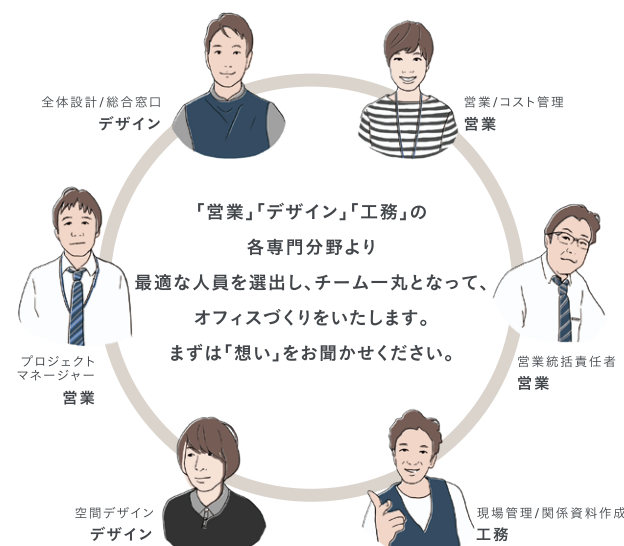 全体設計/総合窓口
デザイン
営業/コスト管理
営業
「営業」「デザイン」「工務」の
各専門分野より
最適な人員を選出し、チーム一丸となって、
オフィスづくりをいたします。
まずは「想い」をお聞かせください。
プロジェクト
マネージャー
営業
営業統括責任者
営業
空間デザイン
デザイン
現場管理/関係資料作成
工務